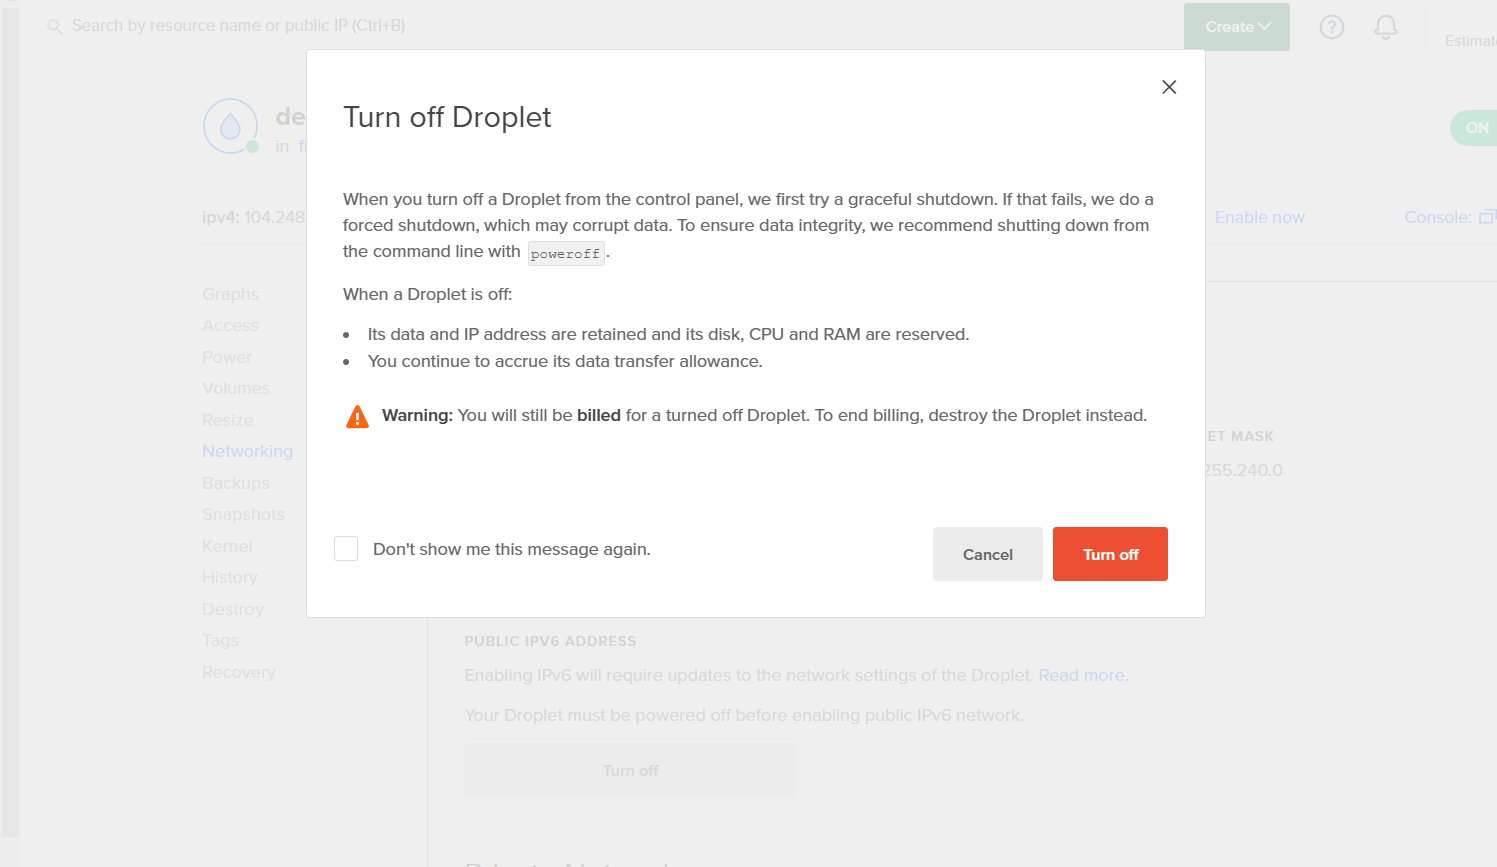 Search by resource name or public IP (Ctrl+B)
Create
Estimat
Turn off Droplet
de
in fi
ON
When you turn off a Droplet from the control panel, we first try a graceful shutdown. If that fails, we do a
forced shutdown, which may corrupt data. To ensure data integrity, we recommend shutting down from
the command line with poweroff.
ipv4: 104.248
Enable now
Console:
When a Droplet is off:
• Its data and IP address are retained and its disk, CPU and RAM are reserved.
• You continue to accrue its data transfer allowance.
Warning: You will still be billed for a turned off Droplet. To end billing, destroy the Droplet instead.
Don't show me this message again.
Cancel
Turn off
Graphs
Access
Power
Volumes
Resize
Networking
Backups
Snapshots
Kernel
History
Destroy
Tags
Recovery
ET MASK
255.240.0
PUBLIC IPV6 ADDRESS
Enabling IPv6 will require updates to the network settings of the Droplet. Read more.
Your Droplet must be powered off before enabling public IPv6 network.
Turn off